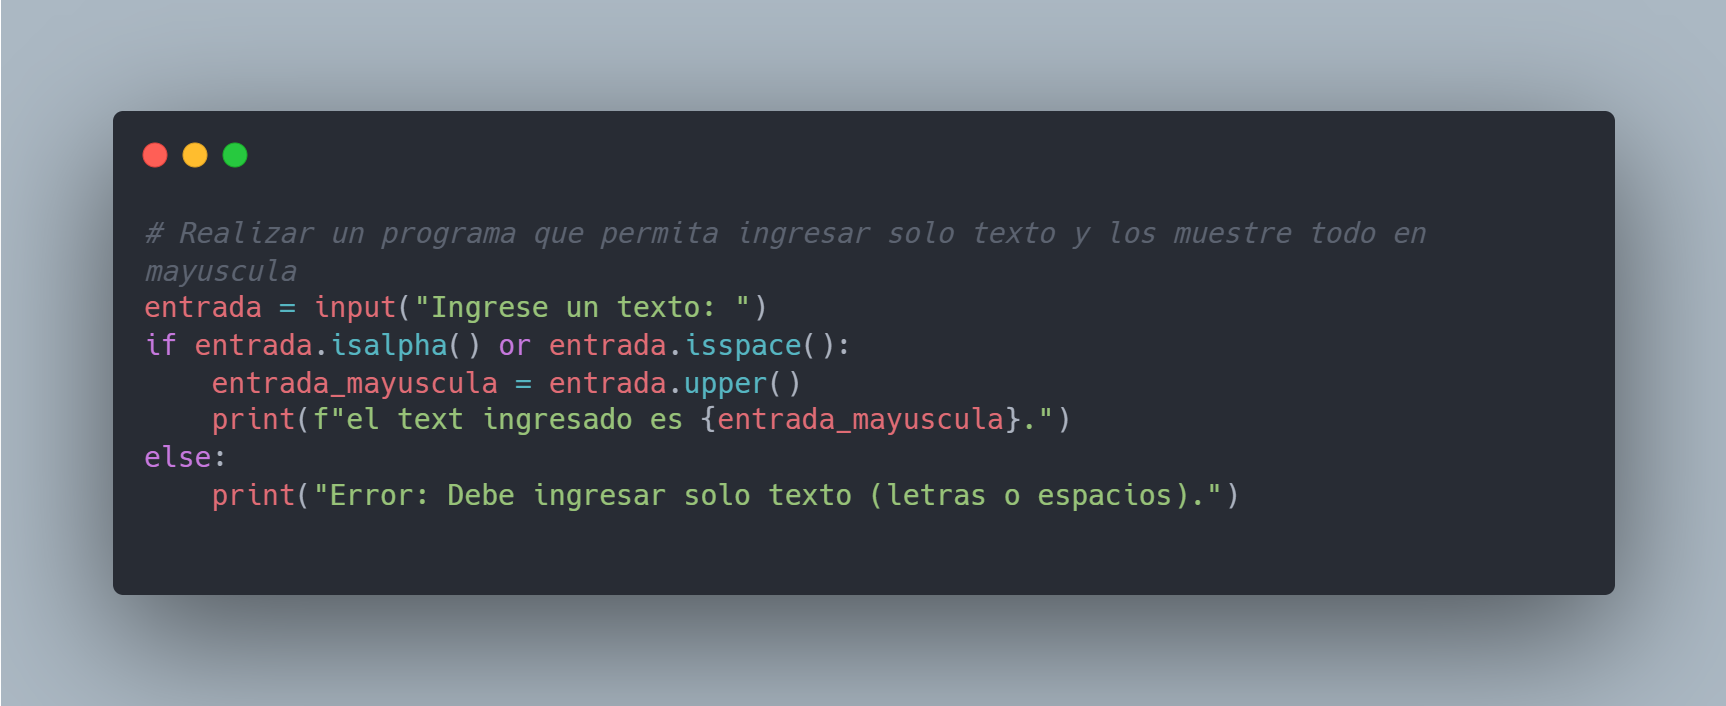 # Realizar un programa que permita ingresar solo texto y los muestre todo en
mayuscula
entrada = input("Ingrese un texto: ")
if entrada.isalpha() or entrada.isspace():
    entrada_mayuscula = entrada.upper()
    print(f"el text ingresado es {entrada_mayuscula}.")
else:
    print("Error: Debe ingresar solo texto (letras o espacios).")